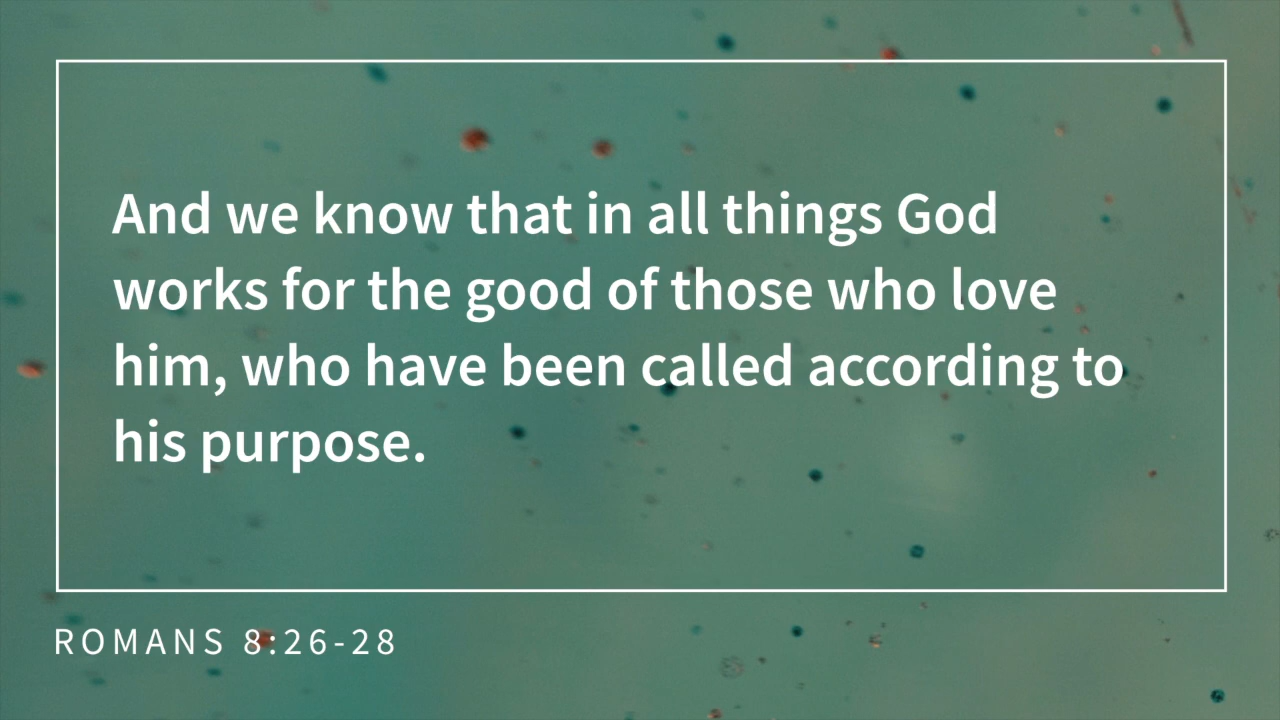 And we know that in all things God
works for the good of those who love
him, who have been called according to
his purpose.
ROMANS 8:26-28